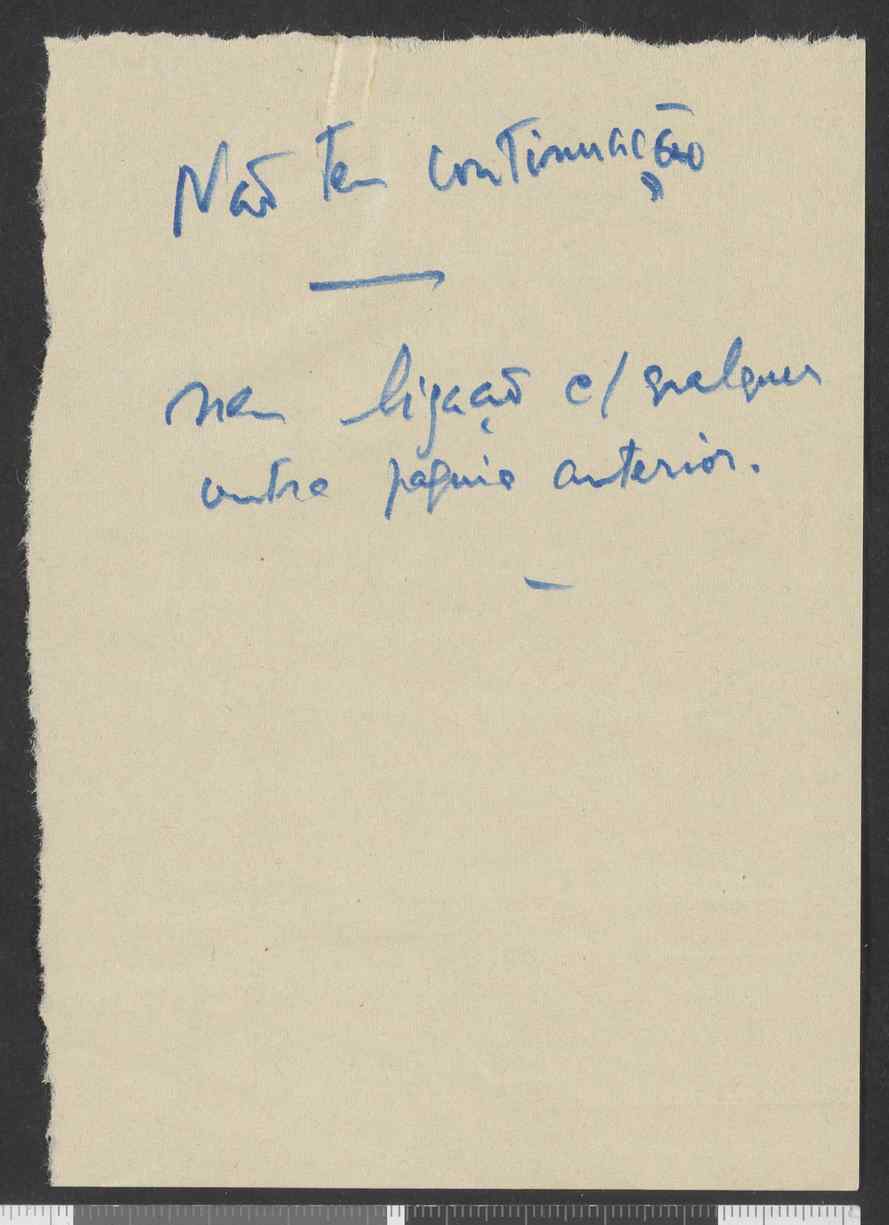 Não tem continuação
nem ligação c/ qualquer
outra página anterior.